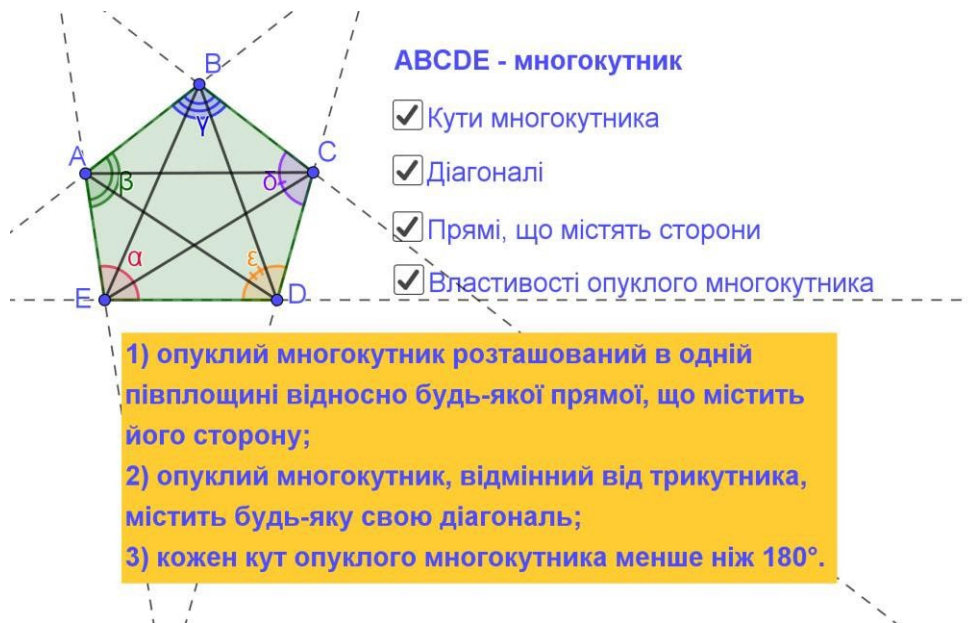 B
ABCDE - многокутник
Кути многокутника
γ
A
C
β
δ
Діагоналі
Прямі, що містять сторони
α
ε
Властивості опуклого многокутника
E
D
1) опуклий многокутник розташований в одній
півплощині відносно будь-якої прямої, що містить
його сторону;
2) опуклий многокутник, відмінний від трикутника,
містить будь-яку свою діагональ;
3) кожен кут опуклого многокутника менше ніж 180°.